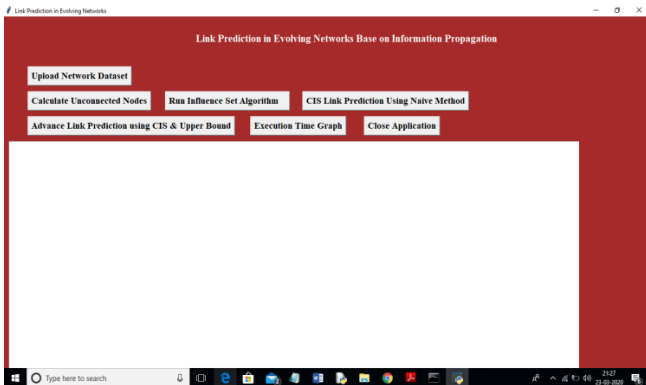 Link Prediction in Evolving Networks
Link Prediction in Evolving Networks Base on Information Propagation
Upload Network Dataset
Calculate Unconnected Nodes Run Influence Set Algorithm CIS Link Prediction Using Naive Method
Advance Link Prediction using CIS & Upper Bound Execution Time Graph Close Application
Type here to search
21:27
23-03-2020